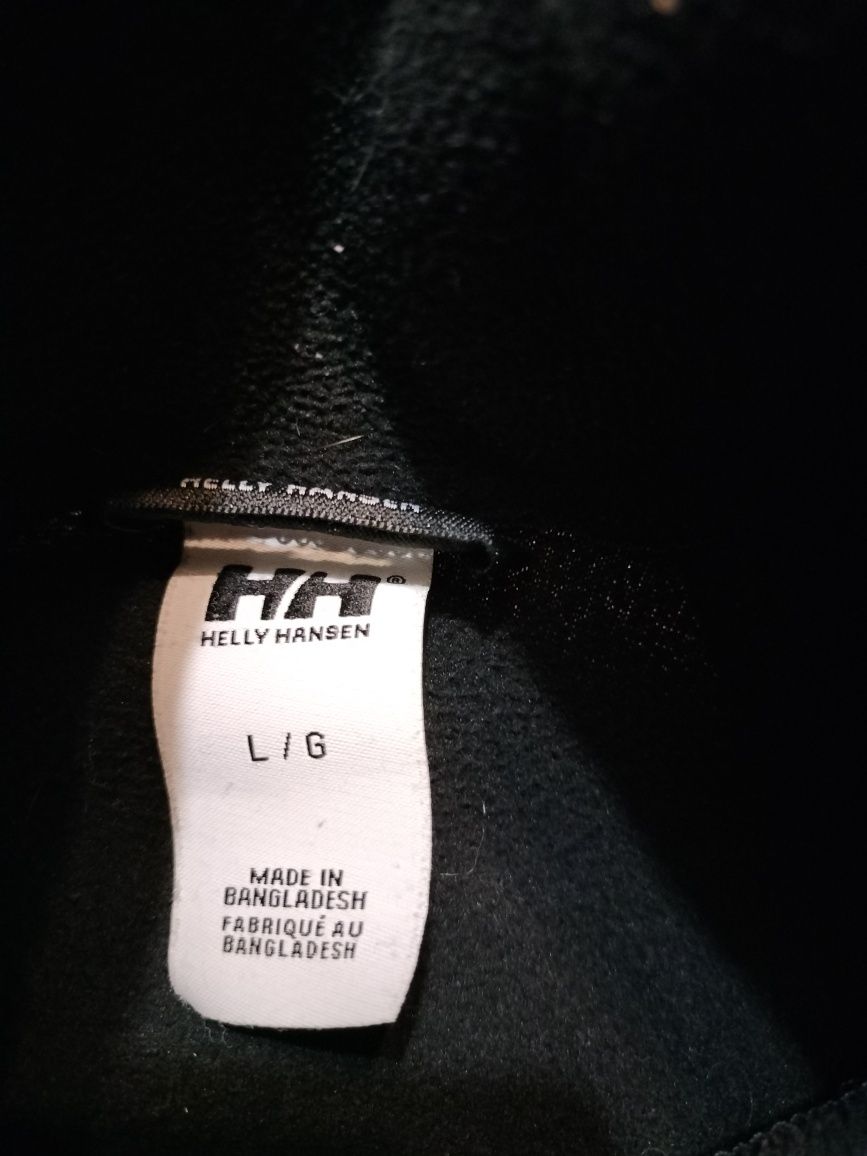 HELLY HANSEN
HH®
HELLY HANSEN
L / G
MADE IN
BANGLADESH
FABRIQUÉ AU
BANGLADESH